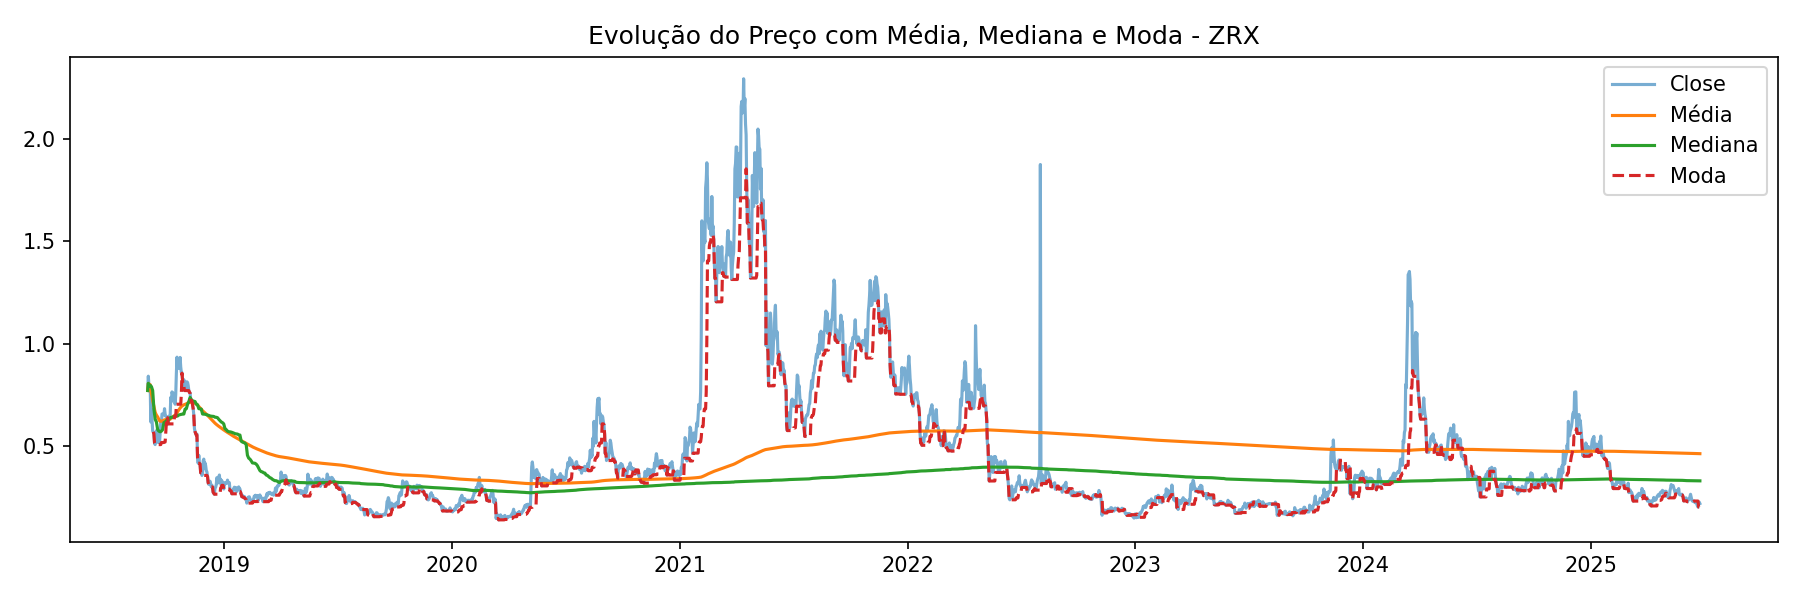 Evolução do Preço com Média, Mediana e Moda - ZRX
Close
Média
Mediana
Moda
2.0
1.5
1.0
0.5
2019 2020 2021 2022 2023 2024 2025